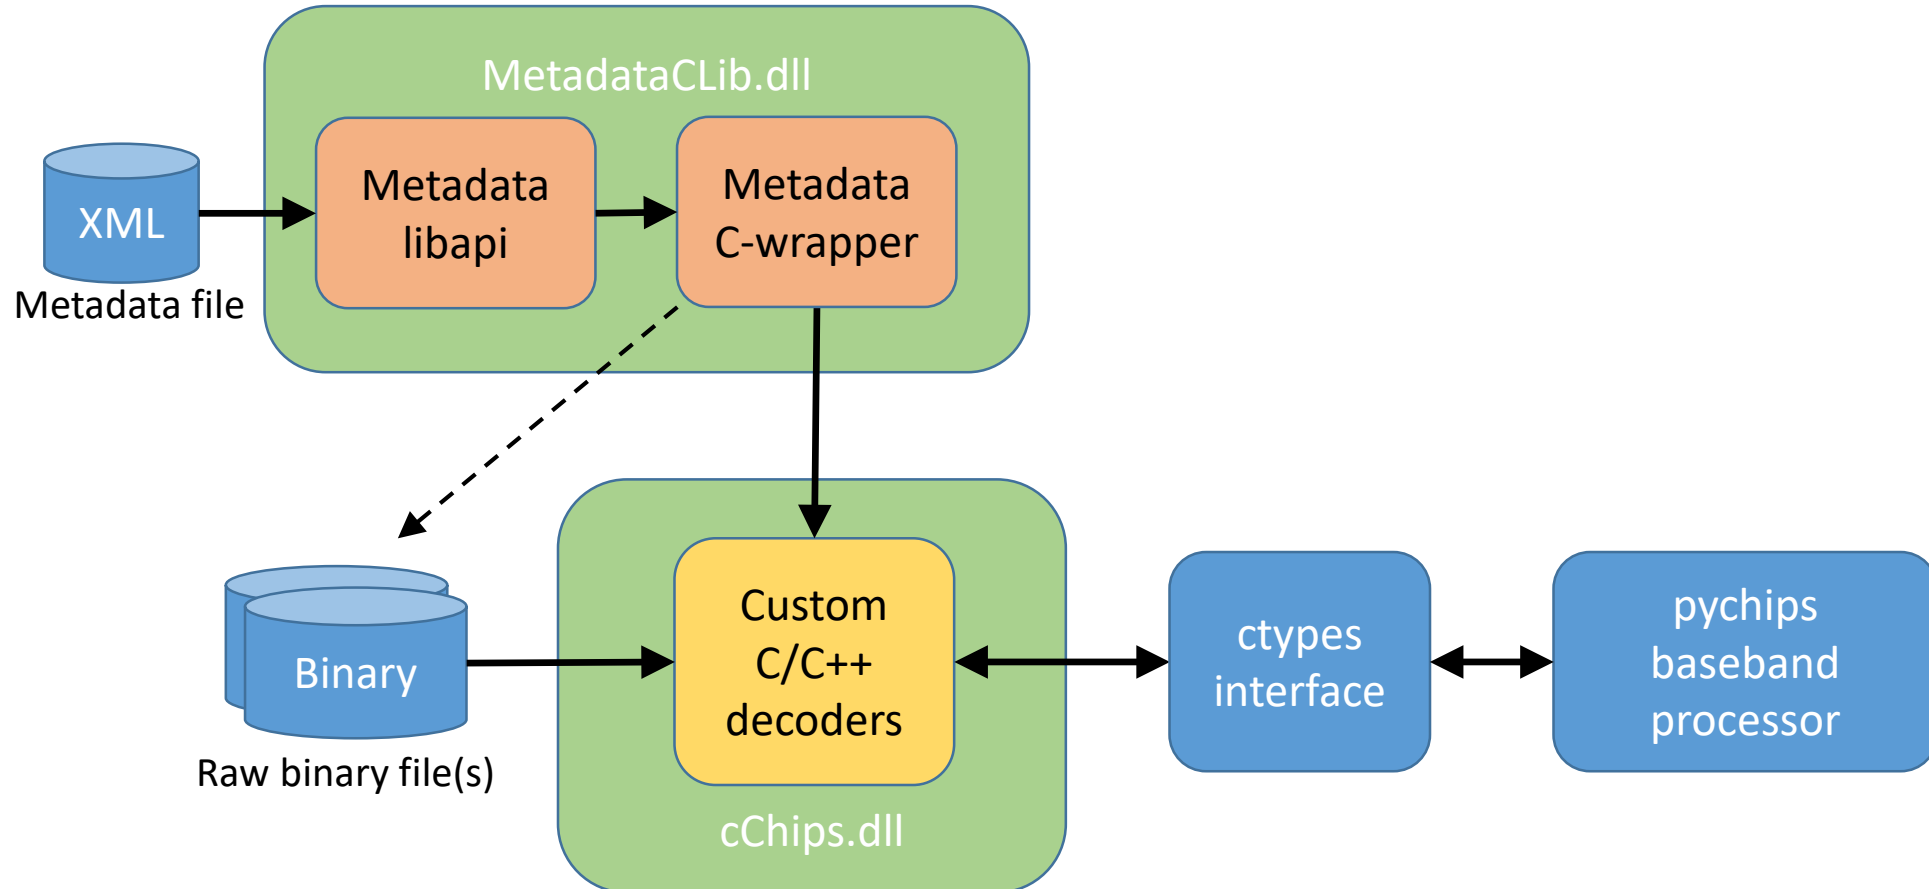 MetadataCLib.dll
XML
Metadata file
Metadata
libapi
Metadata
C-wrapper
Binary
Raw binary file(s)
Custom
C/C++
decoders
cChips.dll
ctypes
interface
pychips
baseband
processor